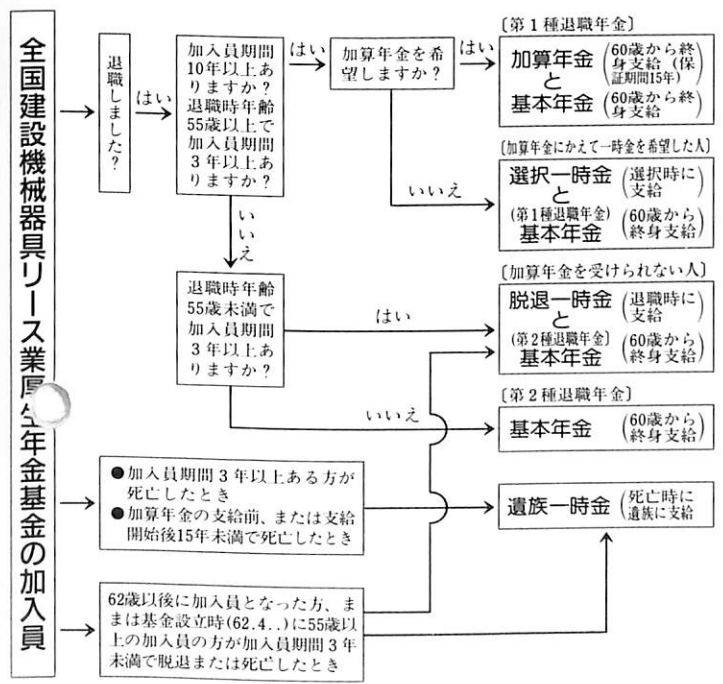 全国建設機械器具リース業厚生年金基金の加入員
退職しました？
はい
加入員期間
10年以上あ
りますか？
退職時年齢
55歳以上で
加入員期間
3年以上あ
りますか？
はい
加算年金を希
望しますか？
はい
〔第1種退職年金〕
加算年金(60歳から終身支給(保証期間15年)
と
基本年金(60歳から終身支給)
いいえ
〔加算年金にかえて一時金を希望した人〕
選択一時金(選択時に支給)
と
(第1種退職年金)
基本年金(60歳から終身支給)
いいえ
退職時年齢
55歳未満で
加入員期間
3年以上あ
りますか？
はい
〔加算年金を受けられない人〕
脱退一時金(退職時に支給)
と
(第2種退職年金)
基本年金(60歳から終身支給)
いいえ
〔第2種退職年金〕
基本年金(60歳から終身支給)
●加入員期間3年以上ある方が
死亡したとき
●加算年金の支給前、または支給
開始後15年未満で死亡したとき
遺族一時金(死亡時に遺族に支給
62歳以後に加入員となった方、ま
まは基金設立時(62.4..)に55歳以
上の加入員の方が加入員期間3年
未満で脱退または死亡したとき